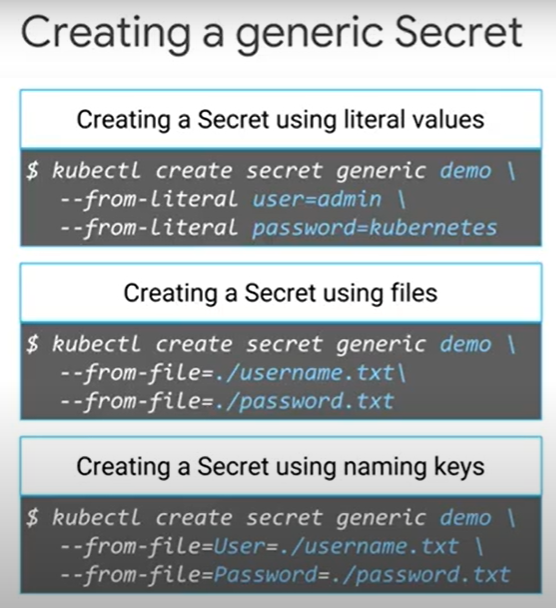 Creating a generic Secret
Creating a Secret using literal values
$ kubectl create secret generic demo \
--from-literal user=admin \
--from-literal password=kubernetes
Creating a Secret using files
$ kubectl create secret generic demo \
--from-file=./username.txt\
--from-file=./password.txt
Creating a Secret using naming keys
$ kubectl create secret generic demo \
--from-file=User=./username.txt \
--from-file=Password=./password.txt